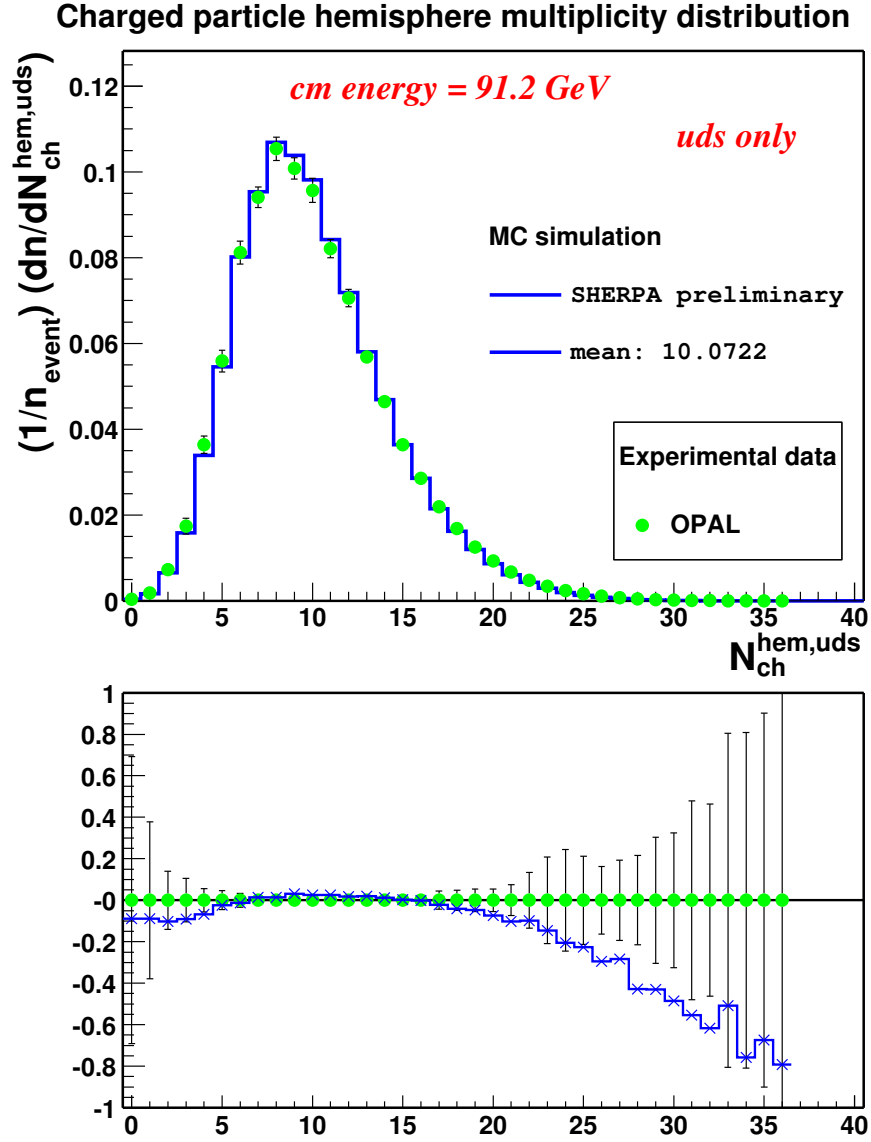 Charged particle hemisphere multiplicity distribution
(1/n_event) (dn/dN_ch^hem,uds)
0.12
0.1
0.08
0.06
0.04
0.02
0
cm energy = 91.2 GeV
uds only
MC simulation
SHERPA preliminary
mean: 10.0722
Experimental data
OPAL
0 5 10 15 20 25 30 35 40
N_ch^hem,uds
1
0.8
0.6
0.4
0.2
-0
-0.2
-0.4
-0.6
-0.8
-1
0 5 10 15 20 25 30 35 40